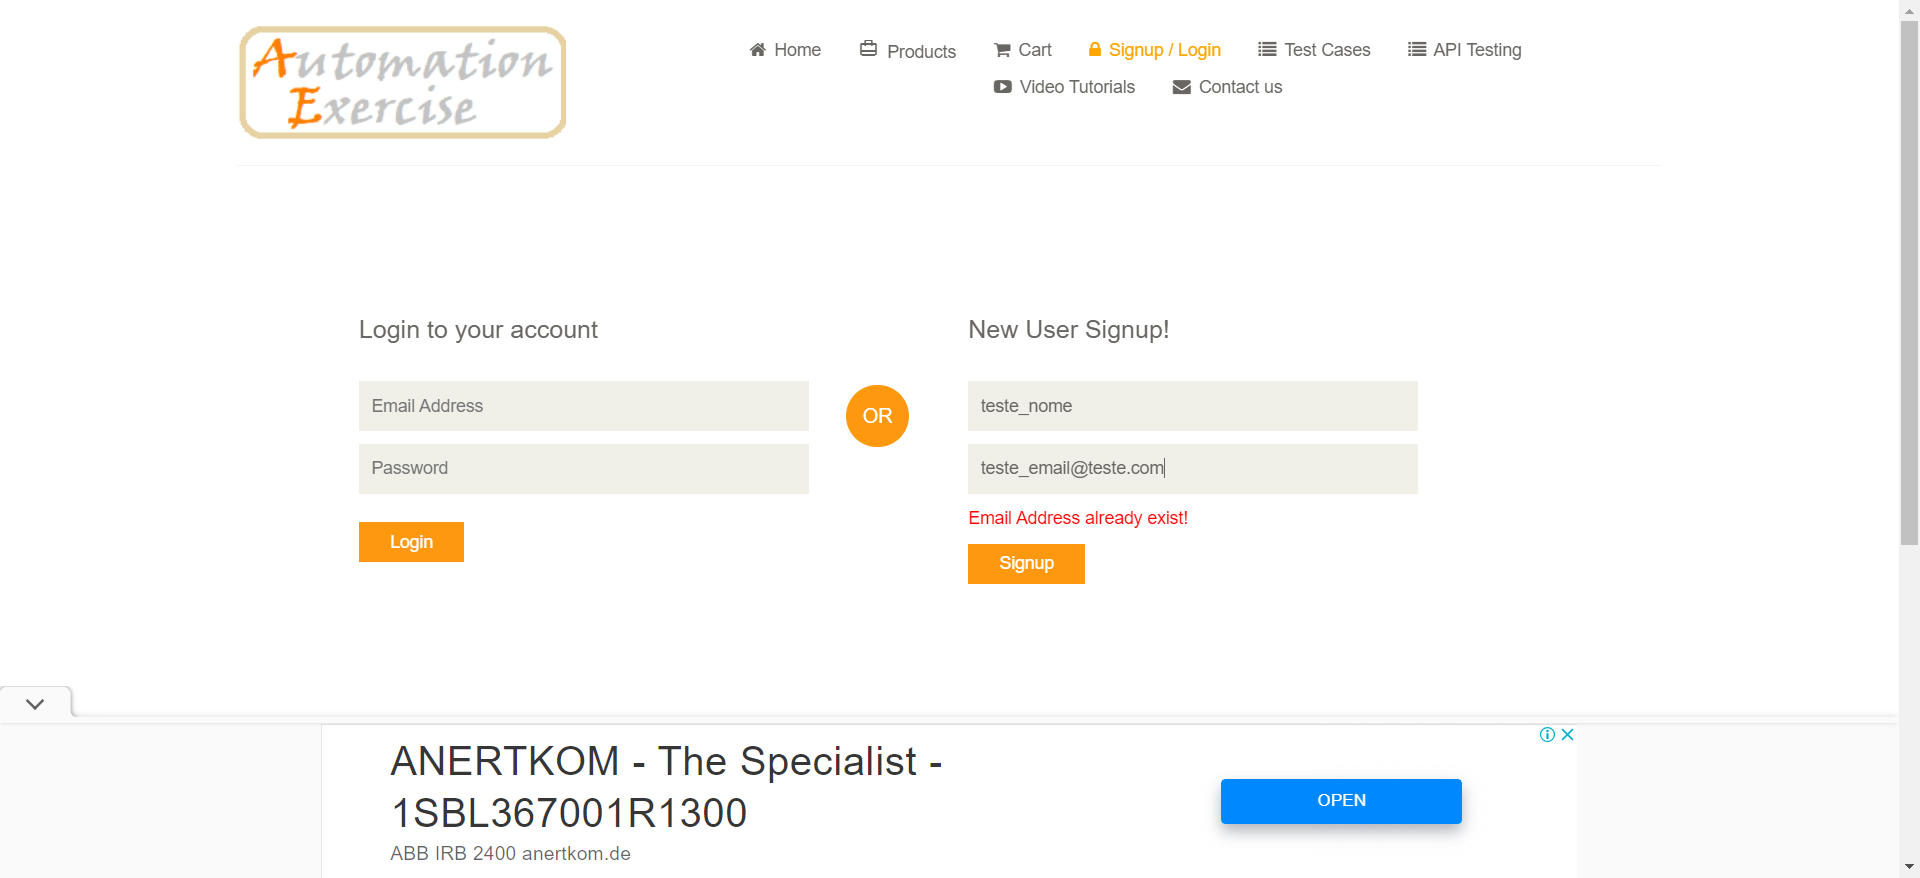 Automation
Exercise
Home
Products
Cart
Signup / Login
Test Cases
API Testing
Video Tutorials
Contact us
Login to your account
Email Address
Password
Login
OR
New User Signup!
teste_nome
teste_email@teste.com
Email Address already exist!
Signup
ANERTKOM - The Specialist -
1SBL367001R1300
ABB IRB 2400 anertkom.de
OPEN